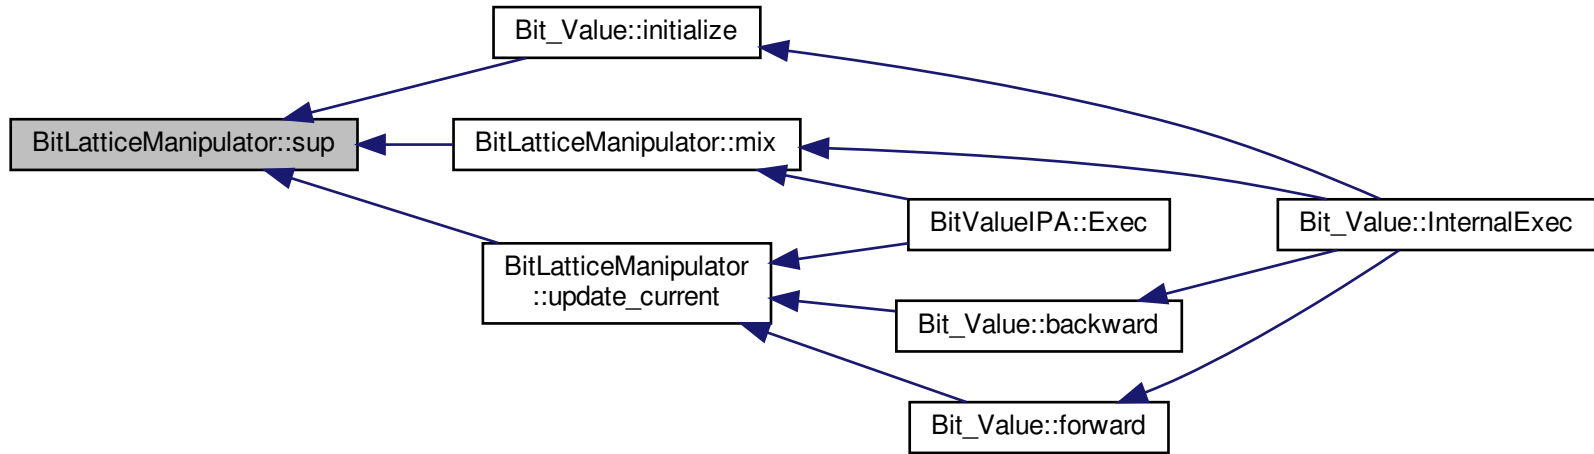 Bit_Value::initialize
BitLatticeManipulator::sup
BitLatticeManipulator::mix
BitValueIPA::Exec
Bit_Value::InternalExec
BitLatticeManipulator
::update_current
Bit_Value::backward
Bit_Value::forward